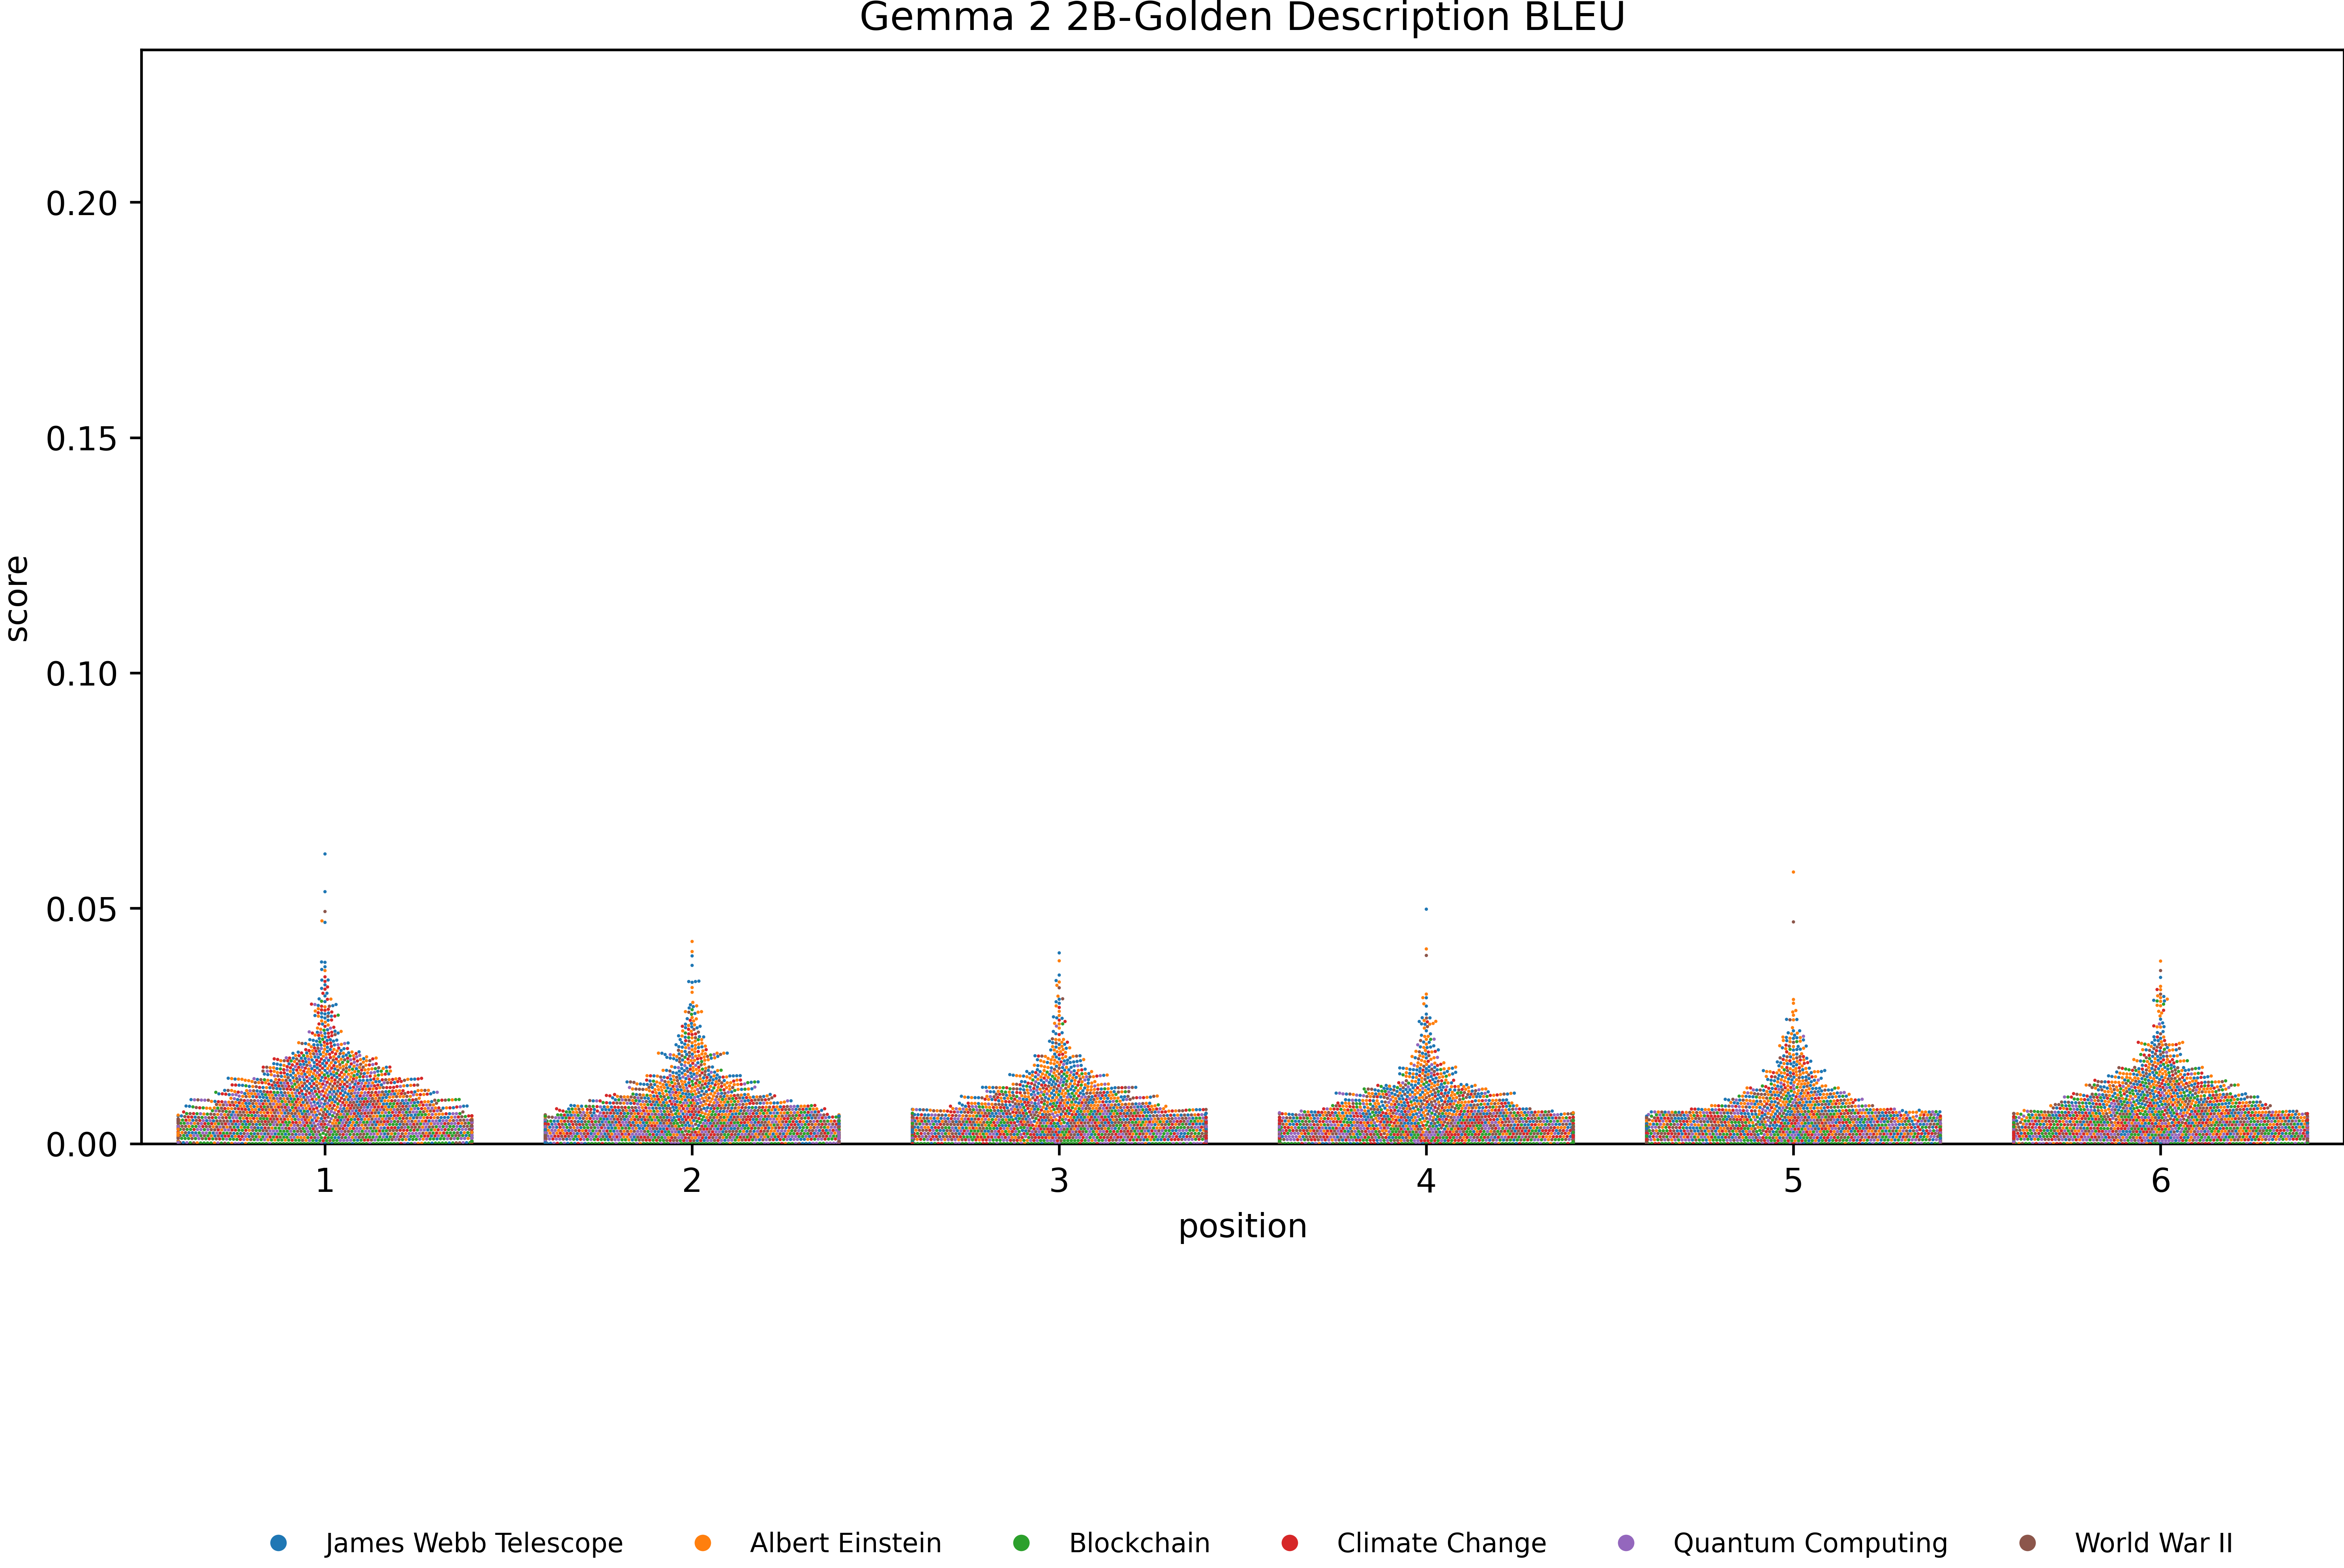 Gemma 2 2B-Golden Description BLEU
score
0.20
0.15
0.10
0.05
0.00
1 2 3 4 5 6
position
James Webb Telescope Albert Einstein Blockchain Climate Change Quantum Computing World War II